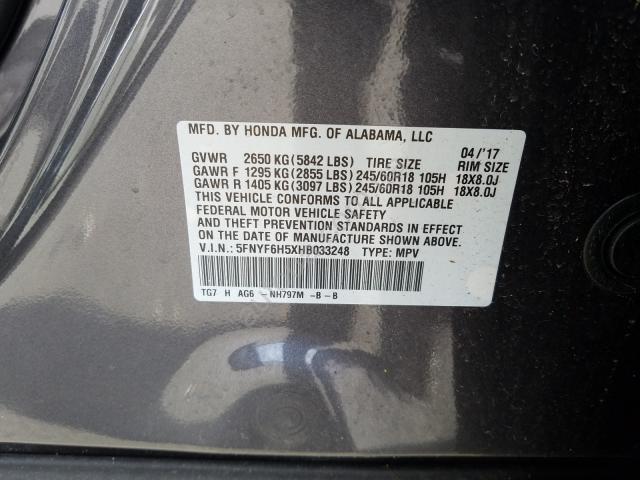 MFD. BY HONDA MFG. OF ALABAMA, LLC
04/'17
GVWR 2650 KG(5842 LBS) TIRE SIZE RIM SIZE
GAWR F 1295 KG(2855 LBS)245/60R18 105H 18X8.0J
GAWR R 1405 KG(3097 LBS)245/60R18 105H 18X8.0J
THIS VEHICLE CONFORMS TO ALL APPLICABLE
FEDERAL MOTOR VEHICLE SAFETY
AND THEFT PREVENTION STANDARDS IN EFFECT
ON THE DATE OF MANUFACTURE SHOWN ABOVE.
V.I.N.: 5FNYF6H5XHB033248 TYPE: MPV
TG7 H AG6 -NH797M -B-B